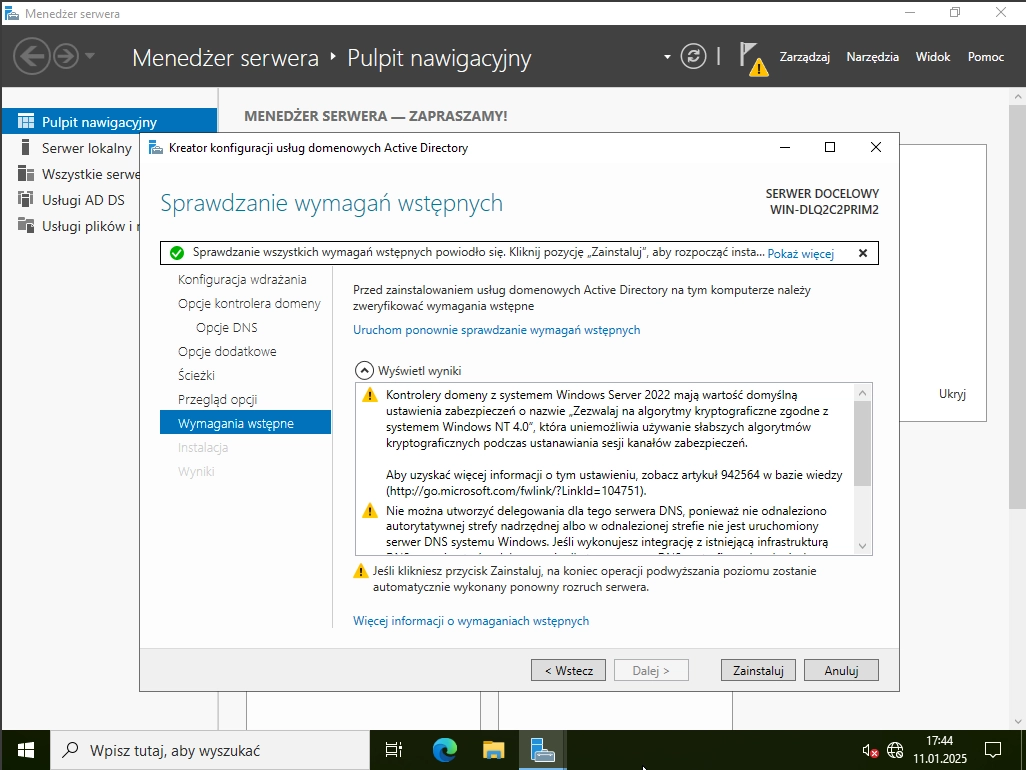 Menedżer serwera
Menedżer serwera ‣ Pulpit nawigacyjny
Zarządzaj Narzędzia Widok Pomoc
Pulpit nawigacyjny
Serwer lokalny
Wszystkie serwe
Usługi AD DS
Usługi plików i
MENEDŻER SERWERA — ZAPRASZAMY!
Ukryj
Kreator konfiguracji usług domenowych Active Directory
Sprawdzanie wymagań wstępnych
SERWER DOCELOWY
WIN-DLQ2C2PRIM2
Sprawdzanie wszystkich wymagań wstępnych powiodło się. Kliknij pozycję „Zainstaluj”, aby rozpocząć insta... Pokaż więcej
Konfiguracja wdrażania
Opcje kontrolera domeny
Opcje DNS
Opcje dodatkowe
Ścieżki
Przegląd opcji
Wymagania wstępne
Instalacja
Wyniki
Przed zainstalowaniem usług domenowych Active Directory na tym komputerze należy
zweryfikować wymagania wstępne
Uruchom ponownie sprawdzanie wymagań wstępnych
Wyświetl wyniki
Kontrolery domeny z systemem Windows Server 2022 mają wartość domyślną
ustawienia zabezpieczeń o nazwie „Zezwalaj na algorytmy kryptograficzne zgodne z
systemem Windows NT 4.0”, która uniemożliwia używanie słabszych algorytmów
kryptograficznych podczas ustanawiania sesji kanałów zabezpieczeń.
Aby uzyskać więcej informacji o tym ustawieniu, zobacz artykuł 942564 w bazie wiedzy
(http://go.microsoft.com/fwlink/?LinkId=104751).
Nie można utworzyć delegowania dla tego serwera DNS, ponieważ nie odnaleziono
autorytatywnej strefy nadrzędnej albo w odnalezionej strefie nie jest uruchomiony
serwer DNS systemu Windows. Jeśli wykonujesz integrację z istniejącą infrastrukturą
Jeśli klikniesz przycisk Zainstaluj, na koniec operacji podwyższania poziomu zostanie
automatycznie wykonany ponowny rozruch serwera.
Więcej informacji o wymaganiach wstępnych
< Wstecz Dalej > Zainstaluj Anuluj
Wpisz tutaj, aby wyszukać
17:44
11.01.2025